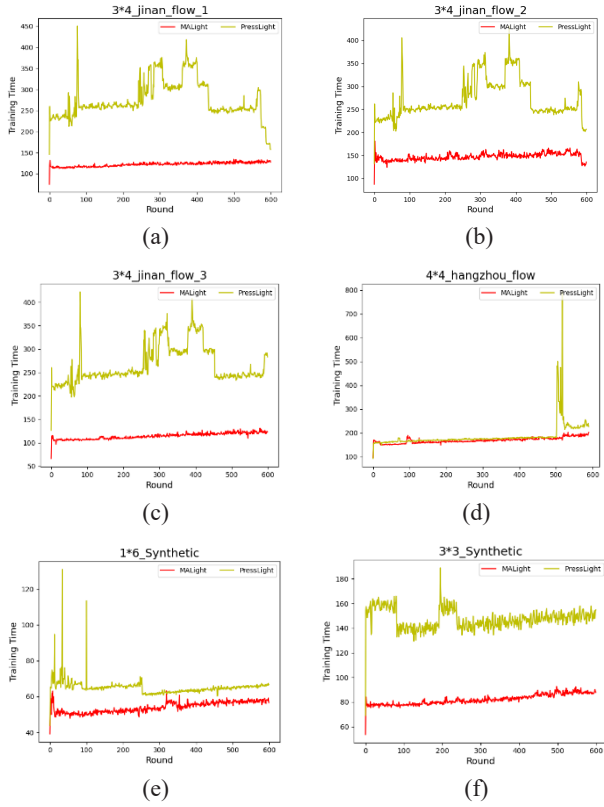 3*4_jinan_flow_1
MALight PressLight
Training Time
450
400
350
300
250
200
150
100
0 100 200 300 400 500 600
Round
(a)
3*4_jinan_flow_2
MALight PressLight
Training Time
400
350
300
250
200
150
100
0 100 200 300 400 500 600
Round
(b)
3*4_jinan_flow_3
MALight PressLight
Training Time
400
350
300
250
200
150
100
0 100 200 300 400 500 600
Round
(c)
4*4_hangzhou_flow
MALight PressLight
Training Time
800
700
600
500
400
300
200
100
0 100 200 300 400 500 600
Round
(d)
1*6_Synthetic
MALight PressLight
Training Time
120
100
80
60
40
0 100 200 300 400 500 600
Round
(e)
3*3_Synthetic
MALight PressLight
Training Time
180
160
140
120
100
80
60
0 100 200 300 400 500 600
Round
(f)